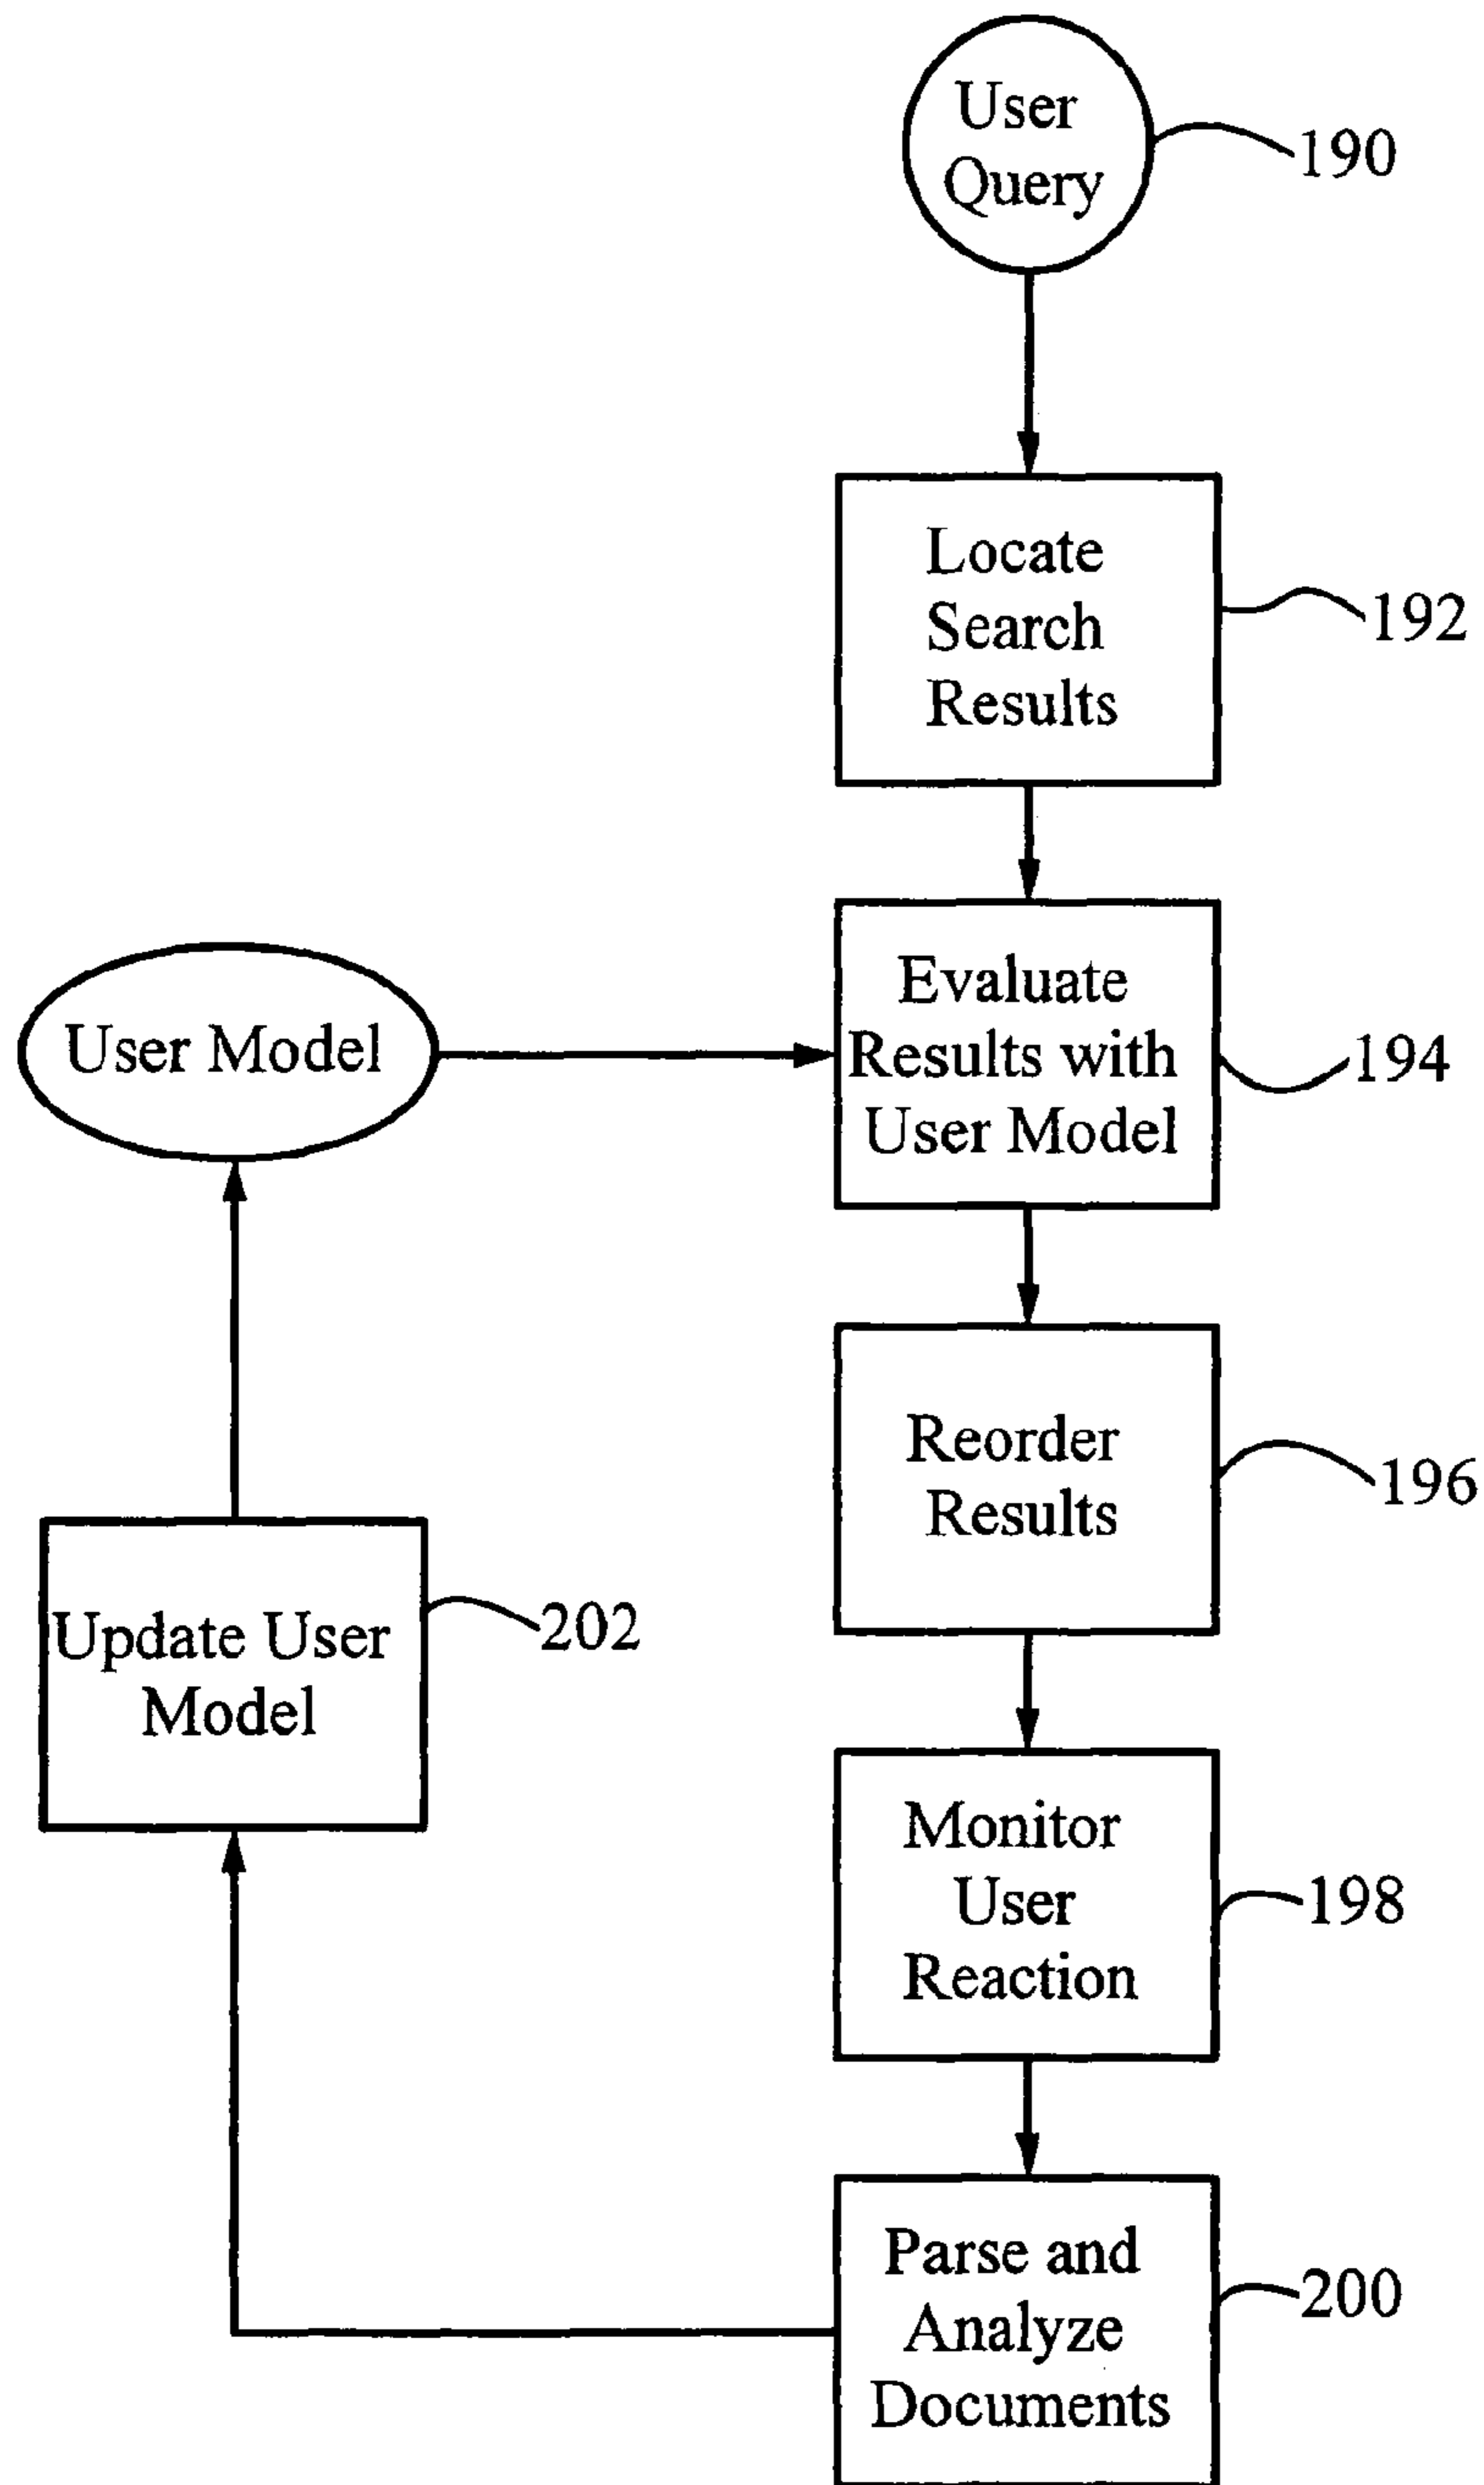 User
Query
190
Locate
Search
Results
192
Evaluate
Results with
User Model
194
User Model
Reorder
Results
196
Update User
Model
202
Monitor
User
Reaction
198
Parse and
Analyze
Documents
200